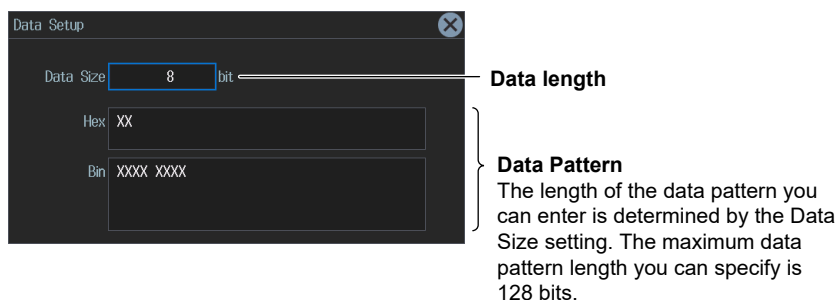 Data Setup
Data Size 8 bit
Data length
Hex XX
Bin XXXX XXXX
Data Pattern
The length of the data pattern you
can enter is determined by the Data
Size setting. The maximum data
pattern length you can specify is
128 bits.